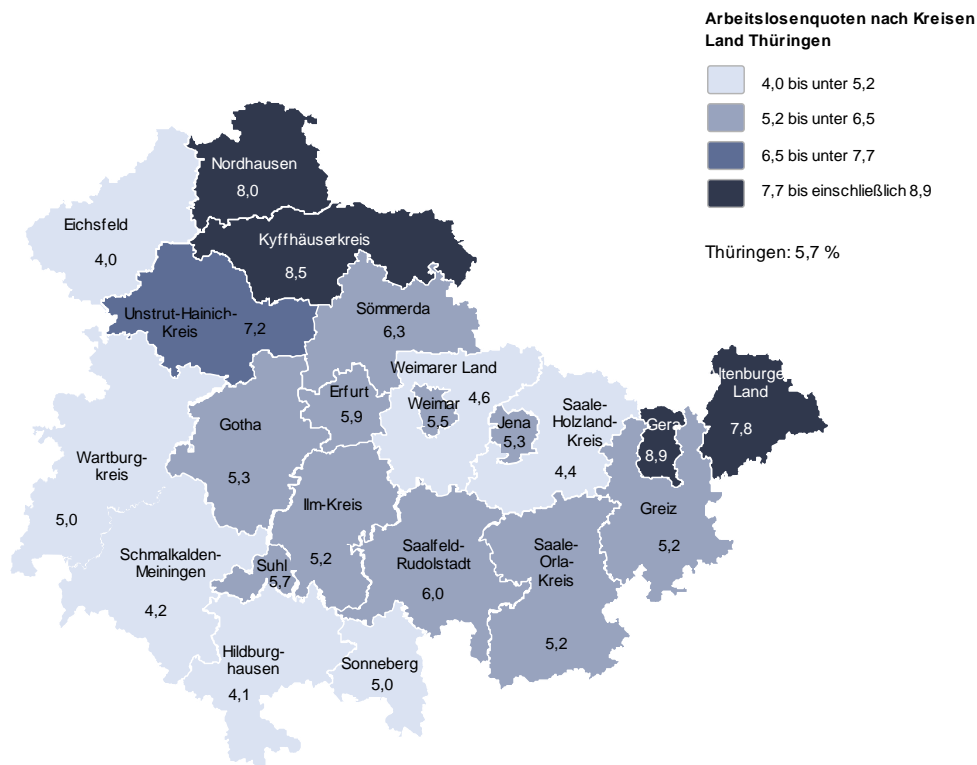 Arbeitslosenquoten nach Kreisen
Land Thüringen
4,0 bis unter 5,2
5,2 bis unter 6,5
6,5 bis unter 7,7
7,7 bis einschließlich 8,9
Thüringen: 5,7 %
Nordhausen
8,0
Eichsfeld
4,0
Kyffhäuserkreis
8,5
Unstrut-Hainich-
Kreis
7,2
Sömmerda
6,3
Weimarer Land
4,6
Erfurt
5,9
Weimar
5,5
Jena
5,3
Saale-
Holzland-
Kreis
4,4
Gera
8,9
ltenburge
Land
7,8
Gotha
5,3
Wartburg-
kreis
5,0
Ilm-Kreis
5,2
Greiz
5,2
Schmalkalden-
Meiningen
4,2
Suhl
5,7
Saalfeld-
Rudolstadt
6,0
Saale-
Orla-
Kreis
5,2
Hildburg-
hausen
4,1
Sonneberg
5,0